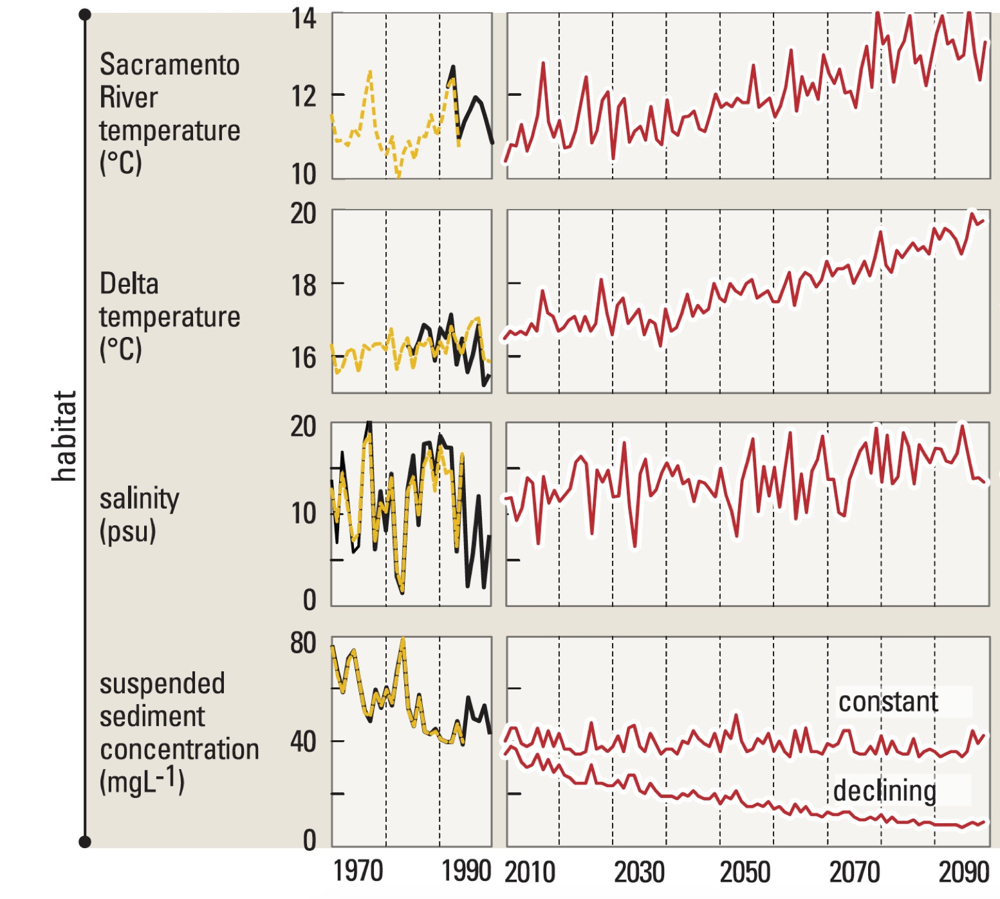 habitat
Sacramento
River
temperature
(°C)
14
12
10
Delta
temperature
(°C)
20
18
16
salinity
(psu)
20
10
0
suspended
sediment
concentration
(mgL-1)
80
40
0
constant
declining
1970 1990 2010 2030 2050 2070 2090